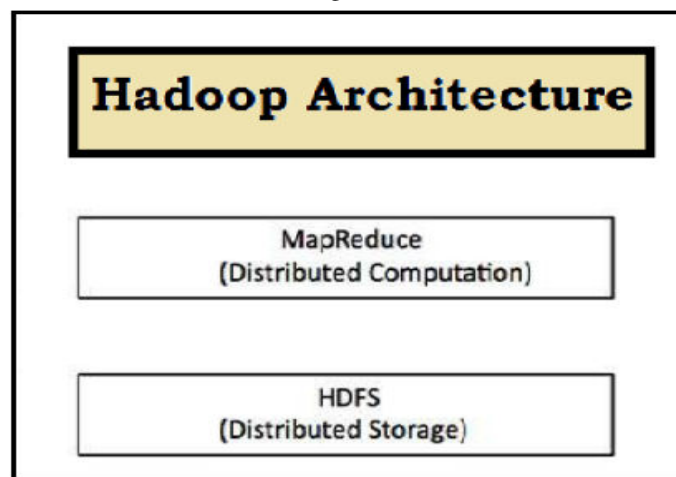 Hadoop Architecture
MapReduce
(Distributed Computation)
HDFS
(Distributed Storage)